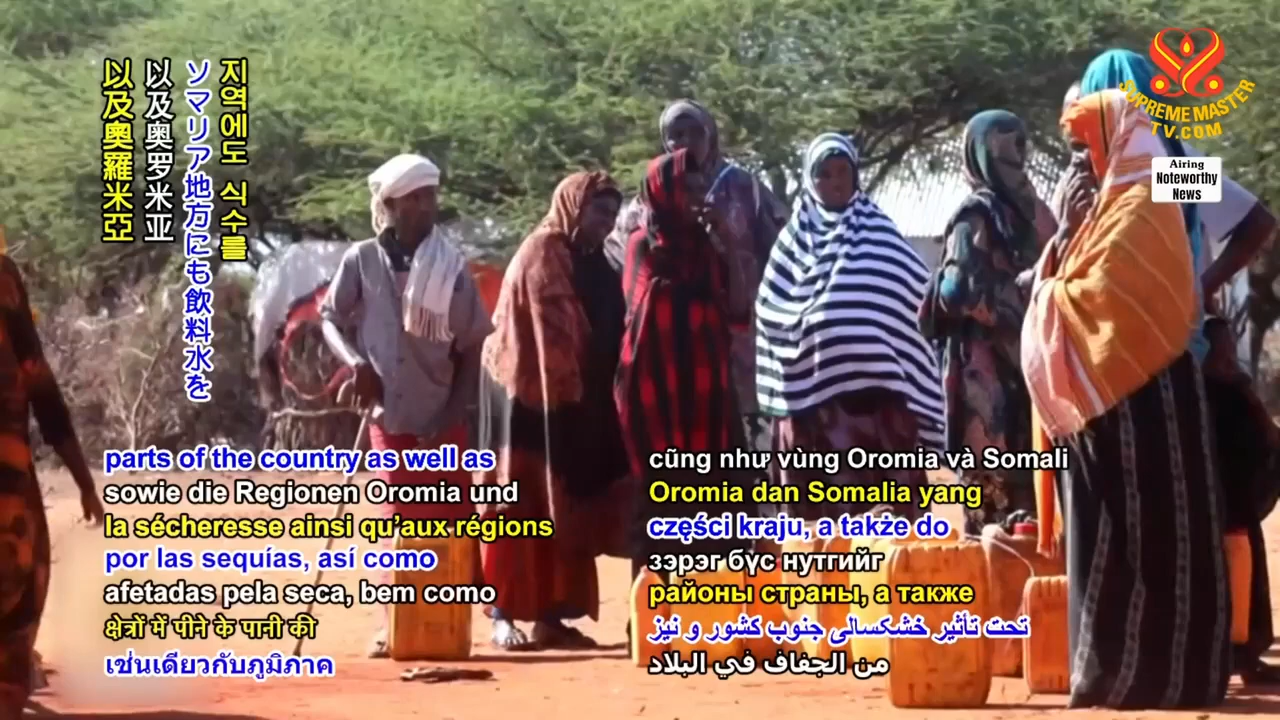 지역에도 식수를
ソマリア地方にも飲料水を
以及奥罗米亚
以及奧羅米亞
SUPREME MASTER
TV.COM
Airing
Noteworthy
News
parts of the country as well as
sowie die Regionen Oromia und
la sécheresse ainsi qu’aux régions
por las sequías, así como
afetadas pela seca, bem como
क्षेत्रों में पीने के पानी की
เช่นเดียวกับภูมิภาค
cũng như vùng Oromia và Somali
Oromia dan Somalia yang
części kraju, a także do
зэрэг бүс нутгийг
районы страны, а также
تحت تأثیر خشکسالی جنوب کشور و نیز
من الجفاف في البلاد